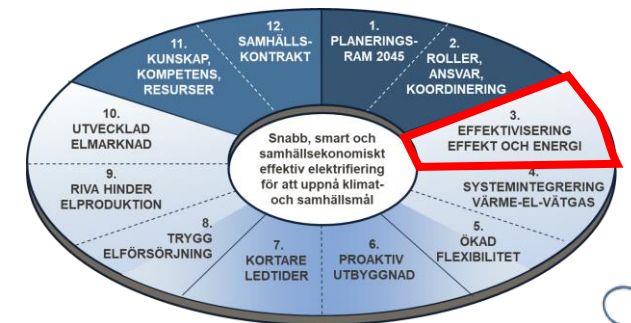 1.
PLANERINGS-
RAM 2045
2.
ROLLER,
ANSVAR,
KOORDINERING
3.
EFFEKTIVISERING
EFFEKT OCH ENERGI
4.
SYSTEMINTEGRERING
VÄRME-EL-VÄTGAS
5.
ÖKAD
FLEXIBILITET
6.
PROAKTIV
UTBYGGNAD
7.
KORTARE
LEDTIDER
8.
TRYGG
ELFÖRSÖRJNING
9.
RIVA HINDER
ELPRODUKTION
10.
UTVECKLAD
ELMARKNAD
11.
KUNSKAP,
KOMPETENS,
RESURSER
12.
SAMHÄLLS-
KONTRAKT
Snabb, smart och
samhällsekonomiskt
effektiv elektrifiering
för att uppnå klimat-
och samhällsmål